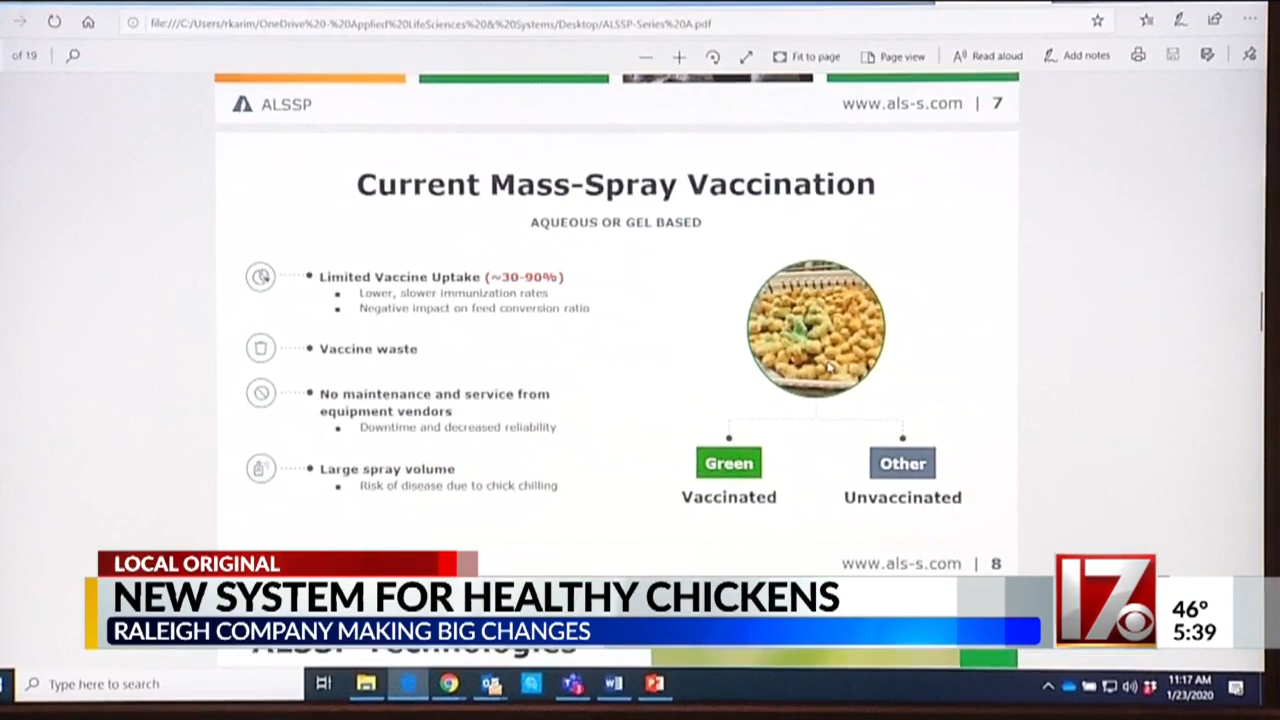 file:///C:/Users/rkarim/OneDrive%20-%20Applied%20LifeSciences%20&%20Systems/Desktop/ALSSP-Series%20A.pdf
of 19
Fit to page
Page view
Read aloud
Add notes
ALSSP
www.als-s.com | 7
Current Mass-Spray Vaccination
AQUEOUS OR GEL BASED
Limited Vaccine Uptake (~30-90%)
Lower, slower immunization rates
Negative impact on feed conversion ratio
Vaccine waste
No maintenance and service from
equipment vendors
Downtime and decreased reliability
Large spray volume
Risk of disease due to chick chilling
Green
Other
Vaccinated
Unvaccinated
www.als-s.com | 8
LOCAL ORIGINAL
NEW SYSTEM FOR HEALTHY CHICKENS
RALEIGH COMPANY MAKING BIG CHANGES
17
46°
5:39
ALSSP Technologies
Type here to search
11:17 AM
1/23/2020